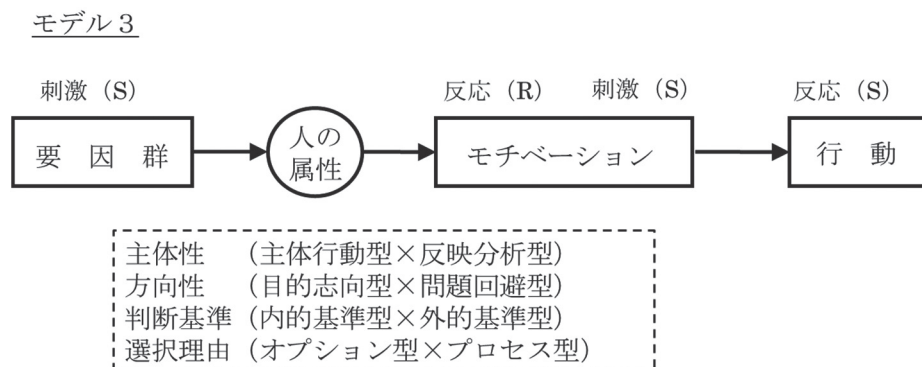 モデル３
刺激（S） 反応（R） 刺激（S） 反応（S）
要 因 群 人の属性 モチベーション 行 動
主体性 （主体行動型×反映分析型）
方向性 （目的志向型×問題回避型）
判断基準（内的基準型×外的基準型）
選択理由（オプション型×プロセス型）